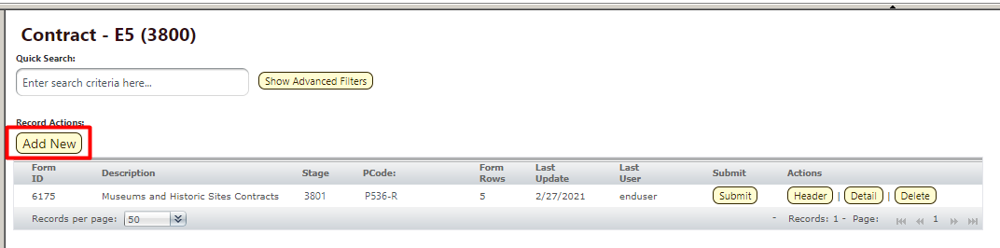 Contract - E5 (3800)
Quick Search:
Enter search criteria here... Show Advanced Filters
Record Actions:
Add New
Form ID Description Stage PCode: Form Rows Last Update Last User Submit Actions
6175 Museums and Historic Sites Contracts 3801 P536-R 5 2/27/2021 enduser Submit Header | Detail | Delete
Records per page: 50 - Records: 1 - Page: 1